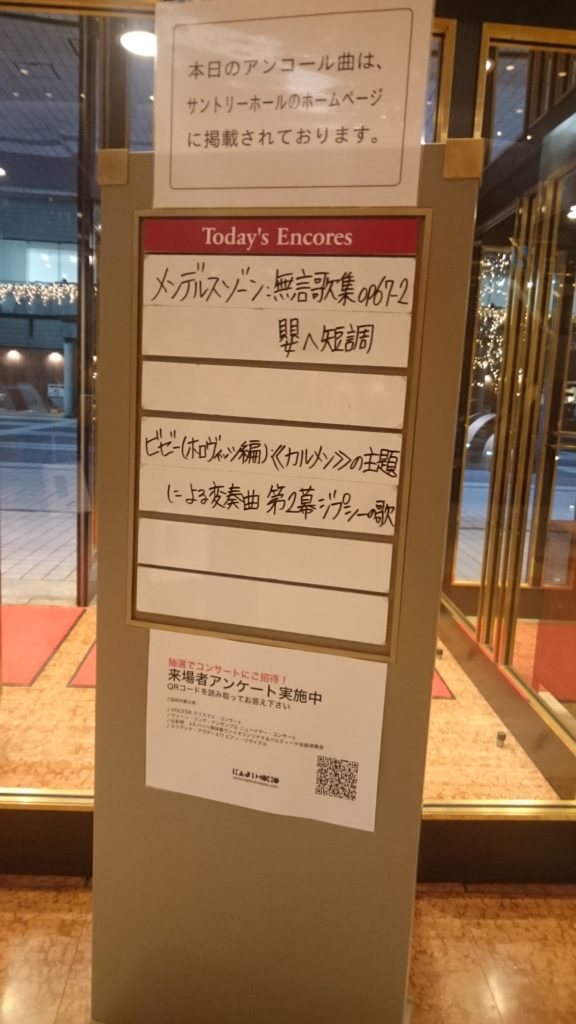 本日のアンコール曲は、
サントリーホールのホームページ
に掲載されております。
Today's Encores
メンデルスゾーン:無言歌集op67-2
嬰ヘ短調
ビゼー(ホロヴィッツ編)≪カルメン≫の主題
による変奏曲 第2幕ジプシーの歌
抽選でコンサートにご招待!
来場者アンケート実施中
QRコードを読み取ってお答え下さい
KAJIMOTO